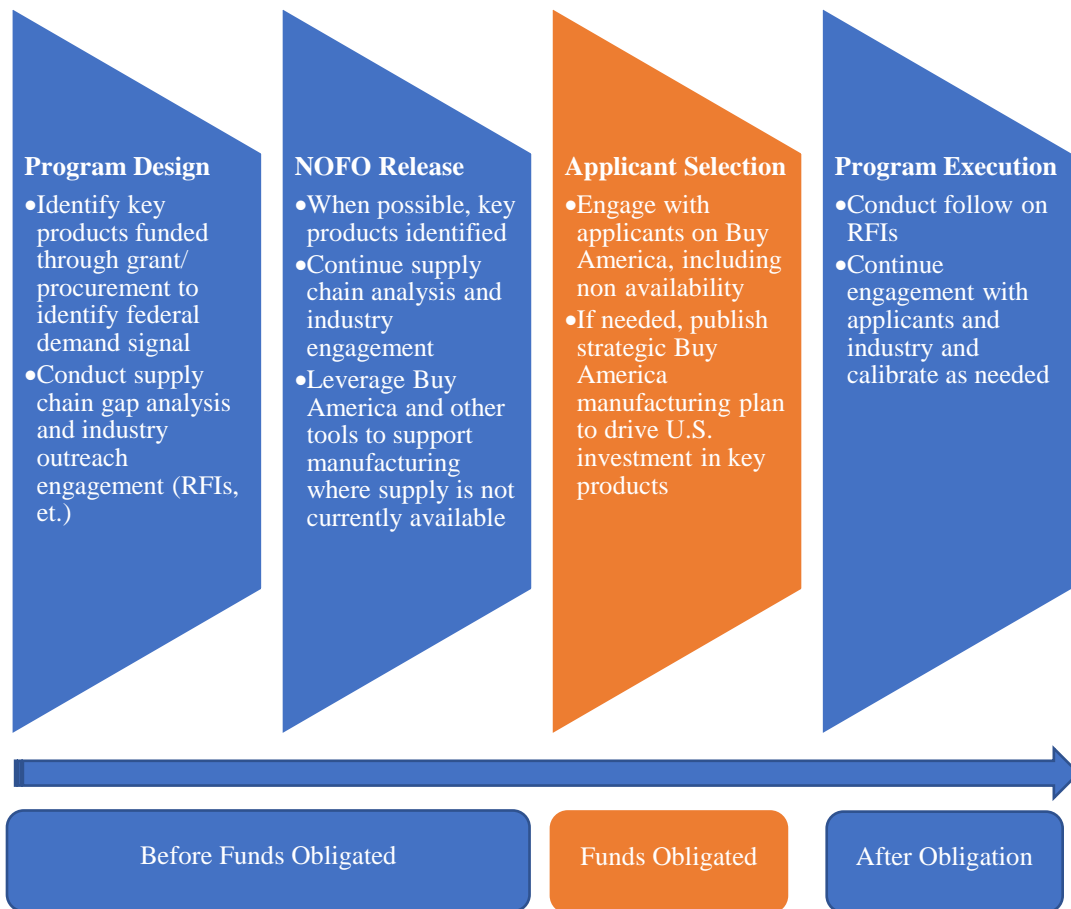 Program Design
•Identify key
products funded
through grant/
procurement to
identify federal
demand signal
•Conduct supply
chain gap analysis
and industry
outreach
engagement (RFIs,
et.)
NOFO Release
•When possible, key
products identified
•Continue supply
chain analysis and
industry
engagement
•Leverage Buy
America and other
tools to support
manufacturing
where supply is not
currently available
Applicant Selection
•Engage with
applicants on Buy
America, including
non availability
•If needed, publish
strategic Buy
America
manufacturing plan
to drive U.S.
investment in key
products
Program Execution
•Conduct follow on
RFIs
•Continue
engagement with
applicants and
industry and
calibrate as needed
Before Funds Obligated
Funds Obligated
After Obligation